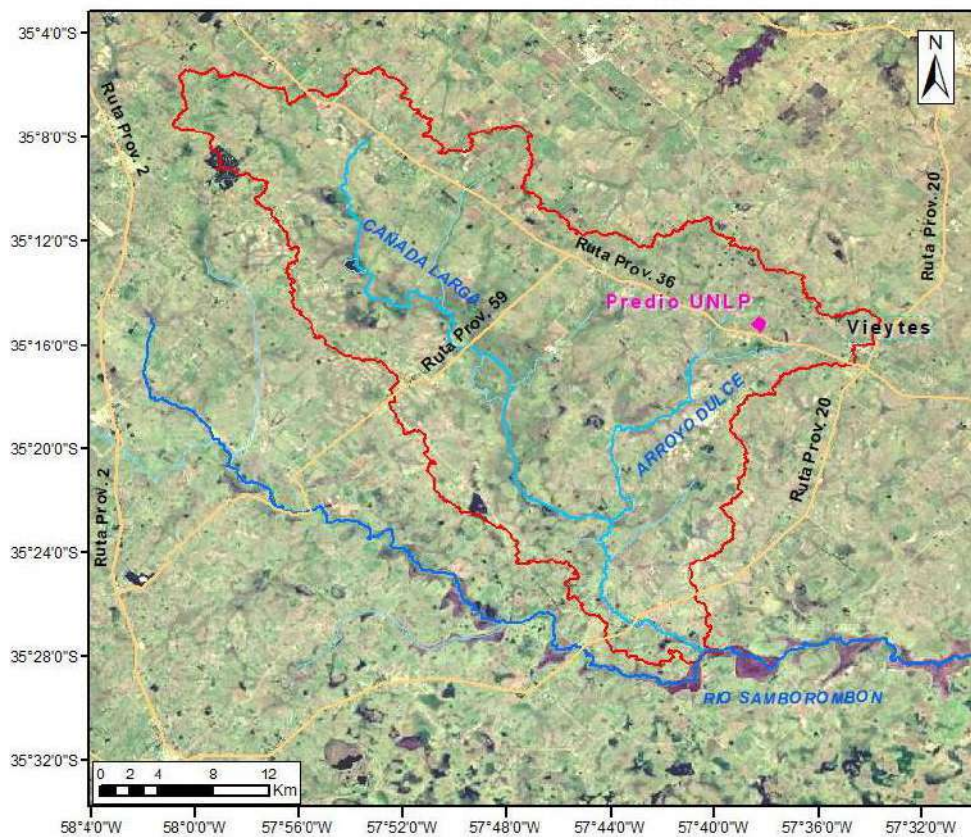 35°4'0"S
35°8'0"S
35°12'0"S
35°16'0"S
35°20'0"S
35°24'0"S
35°28'0"S
35°32'0"S
N
Ruta Prov. 2
Ruta Prov. 20
CAÑADA LARGA
Ruta Prov. 36
Ruta Prov. 59
Predio UNLP
Vieytes
ARROYO DULCE
Ruta Prov. 20
Ruta Prov. 2
RIO SAMBOROMBON
0 2 4 8 12
Km
58°4'0"W
58°0'0"W
57°56'0"W
57°52'0"W
57°48'0"W
57°44'0"W
57°40'0"W
57°36'0"W
57°32'0"W